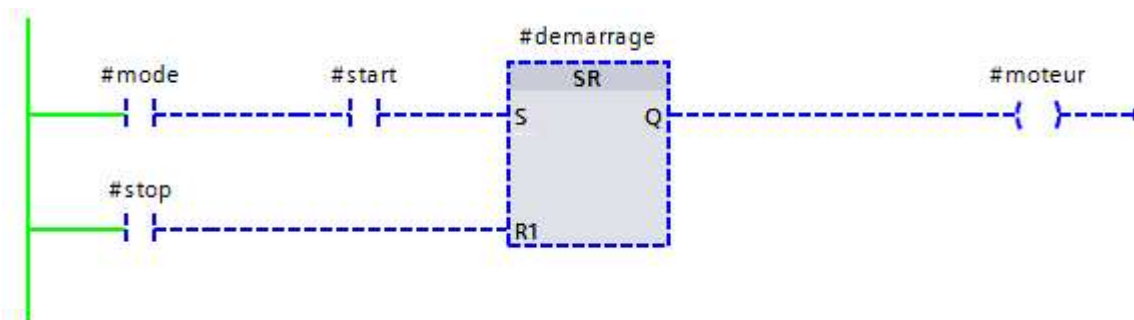 #demarrage
#mode
#start
SR
#moteur
S
Q
#stop
R1